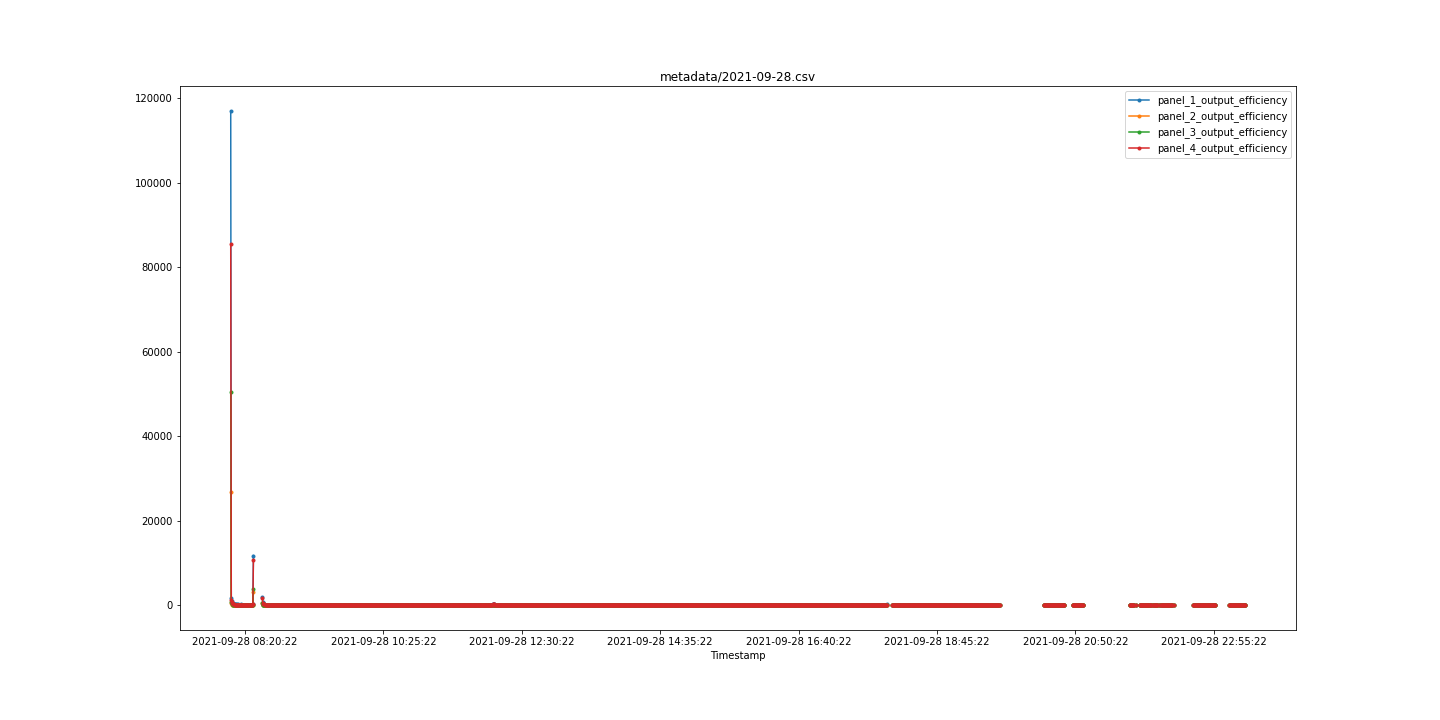 metadata/2021-09-28.csv
120000
100000
80000
60000
40000
20000
0
panel_1_output_efficiency
panel_2_output_efficiency
panel_3_output_efficiency
panel_4_output_efficiency
2021-09-28 08:20:22 2021-09-28 10:25:22 2021-09-28 12:30:22 2021-09-28 14:35:22 2021-09-28 16:40:22 2021-09-28 18:45:22 2021-09-28 20:50:22 2021-09-28 22:55:22
Timestamp